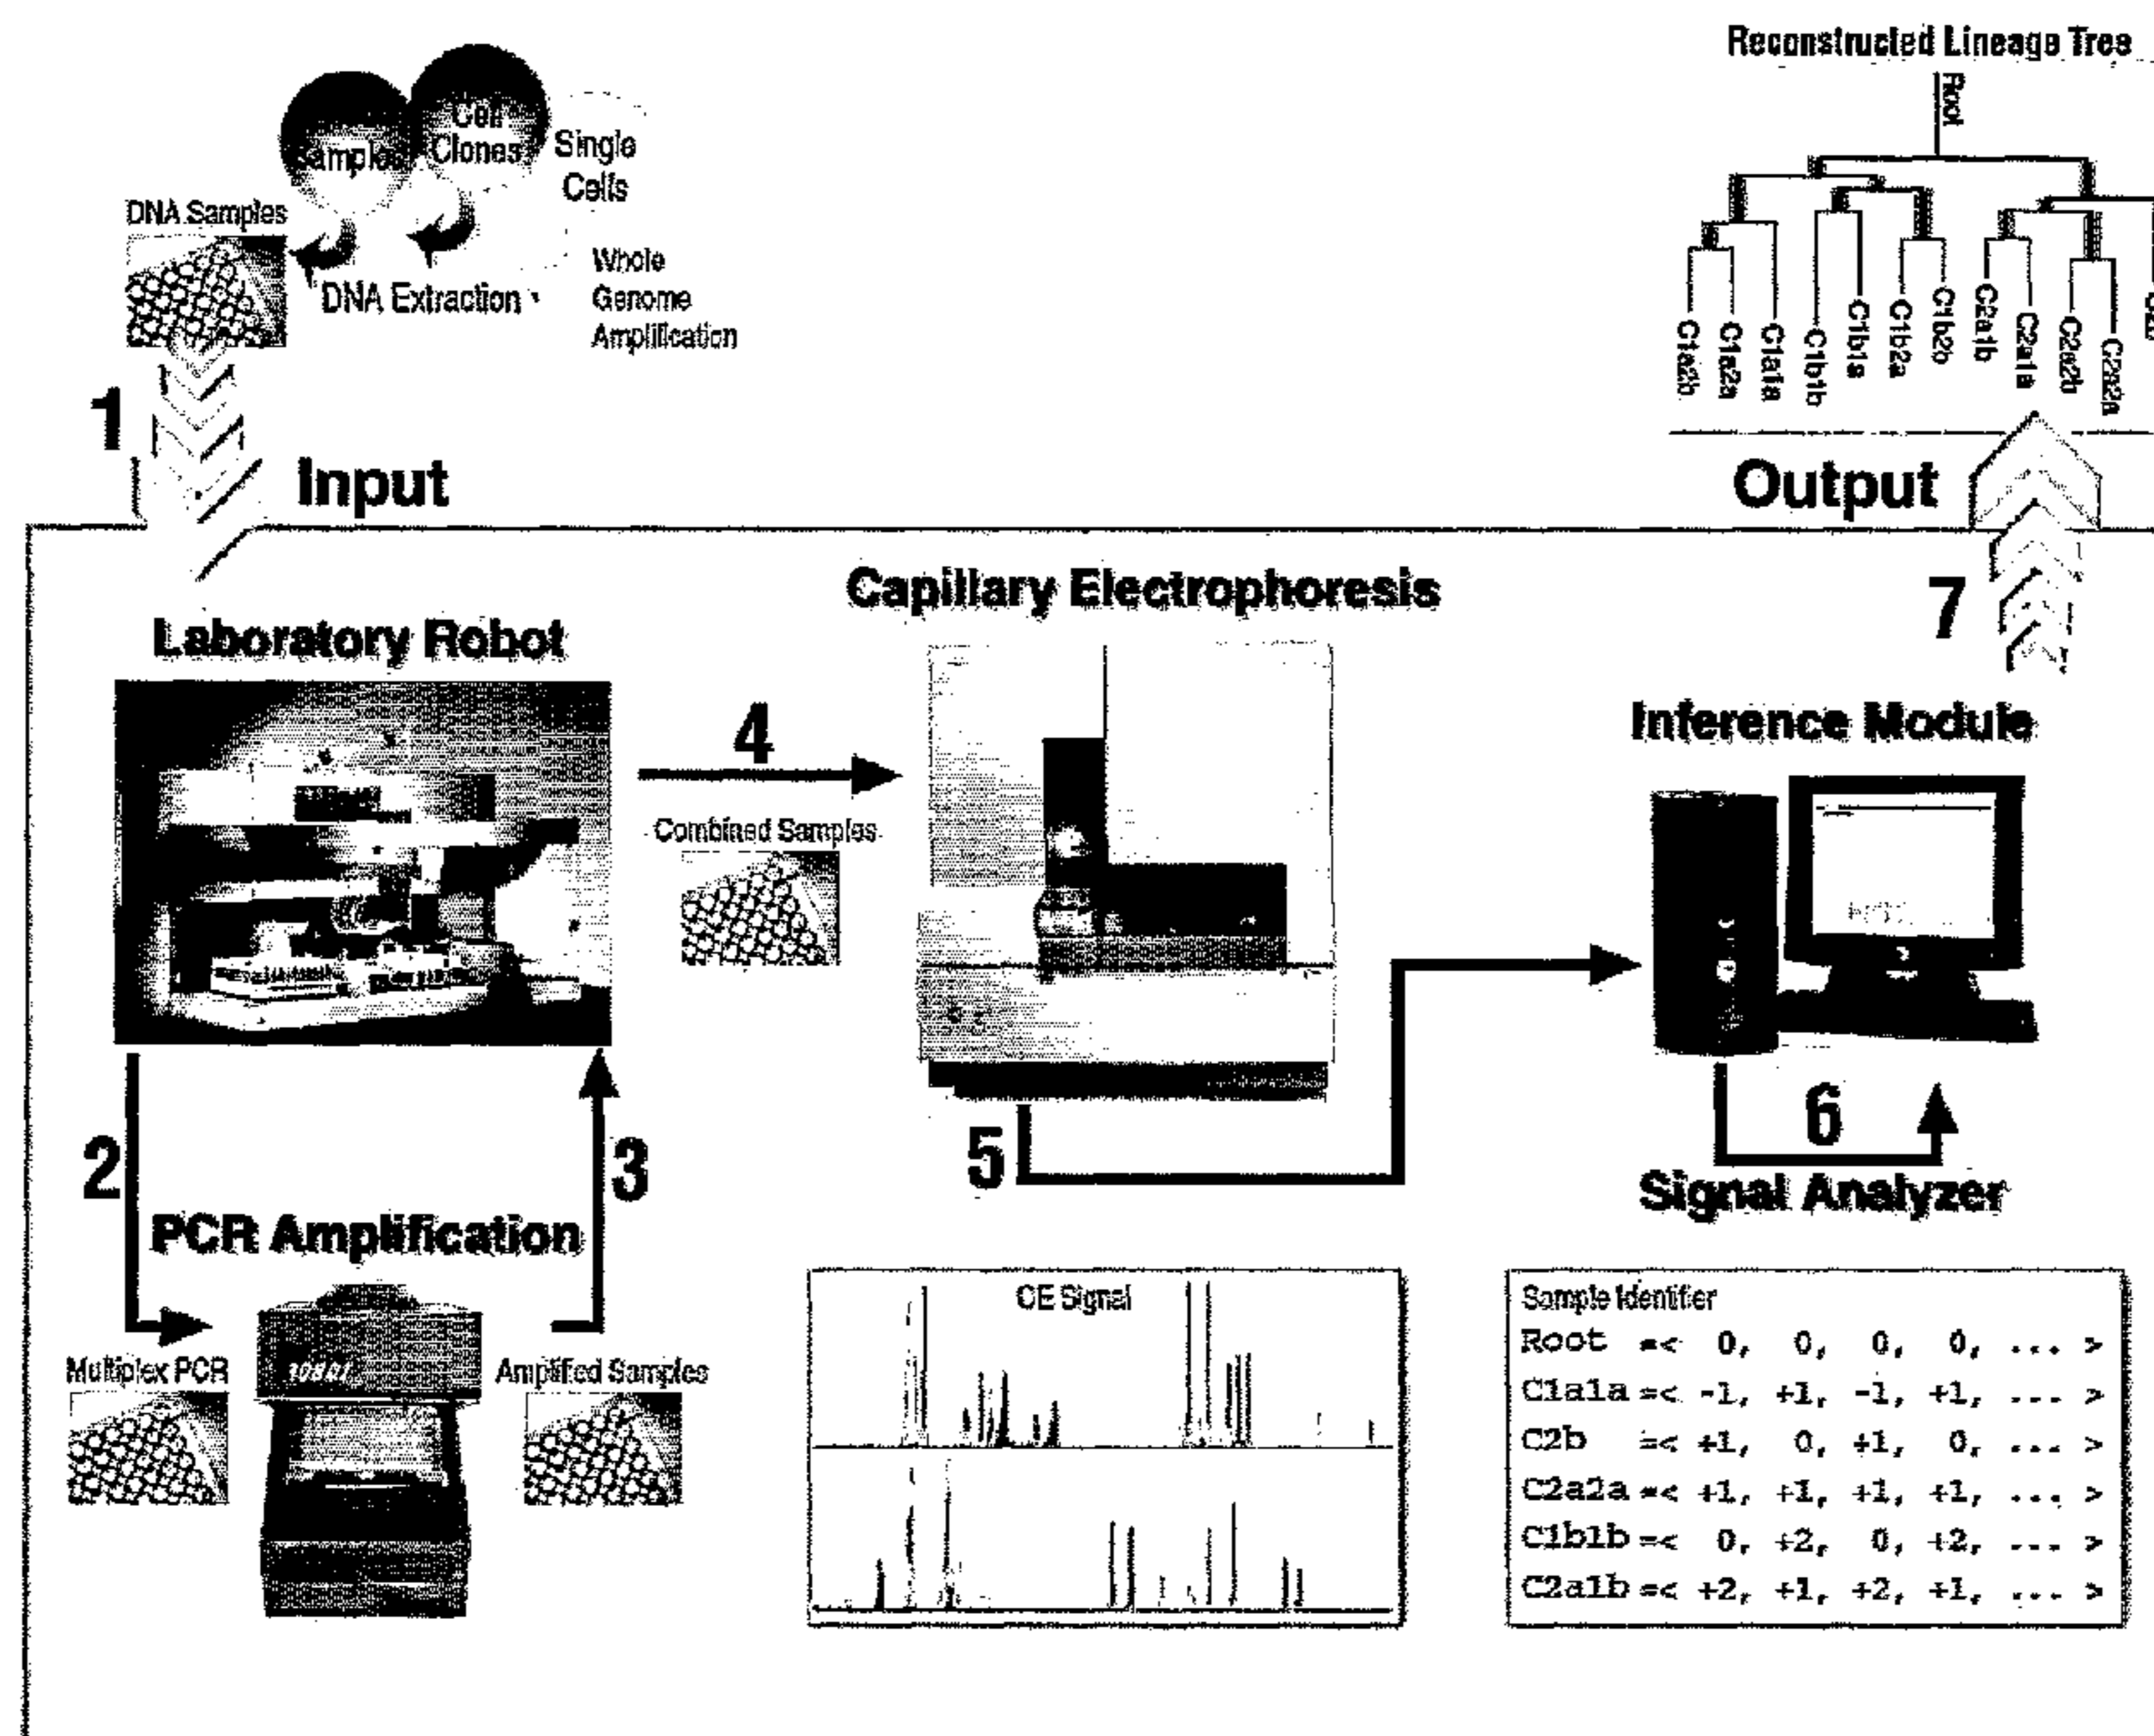 Reconstructed Lineage Tree
Root
Cell
Clones
Samples
Single
Cells
DNA Samples
DNA Extraction
Whole
Genome
Amplification
C1a2b
C1a2a
C1a1a
C1b1b
C1b1a
C1b2a
C1b2b
C2a1b
C2a1a
C2a2b
C2a2a
1
Input
Output
7
Laboratory Robot
Capillary Electrophoresis
Inference Module
4
Combined Samples
2
3
5
6
Signal Analyzer
PCR Amplification
Multiplex PCR
Amplified Samples
CE Signal
Sample Identifier
Root =< 0, 0, 0, 0, ... >
C1a1a =< -1, +1, -1, +1, ... >
C2b =< +1, 0, +1, 0, ... >
C2a2a =< +1, +1, +1, +1, ... >
C1b1b =< 0, +2, 0, +2, ... >
C2a1b =< +2, +1, +2, +1, ... >